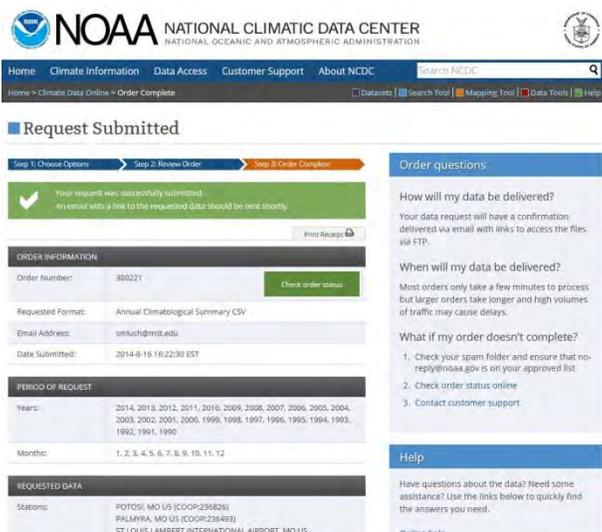 NOAA NATIONAL CLIMATIC DATA CENTER
NATIONAL OCEANIC AND ATMOSPHERIC ADMINISTRATION
Home Climate Information Data Access Customer Support About NCDC Search NCDC
Home > Climate Data Online > Order Complete Datasets | Search Tool | Mapping Tool | Data Tools | Help
Request Submitted
Step 1: Choose Options Step 2: Review Order Step 3: Order Complete
Your request was successfully submitted.
An email with a link to the requested data should be sent shortly.
Print Receipt
ORDER INFORMATION
Order Number: 380221 Check order status
Requested Format: Annual Climatological Summary CSV
Email Address: smlush@mst.edu
Date Submitted: 2014-8-16 16:22:30 EST
PERIOD OF REQUEST
Years: 2014, 2013, 2012, 2011, 2010, 2009, 2008, 2007, 2006, 2005, 2004,
2003, 2002, 2001, 2000, 1999, 1998, 1997, 1996, 1995, 1994, 1993,
1992, 1991, 1990
Months: 1, 2, 3, 4, 5, 6, 7, 8, 9, 10, 11, 12
REQUESTED DATA
Stations: POTOSI, MO US (COOP:236826)
PALMYRA, MO US (COOP:236493)
ST LOUIS LAMBERT INTERNATIONAL AIRPORT, MO US
Order questions
How will my data be delivered?
Your data request will have a confirmation
delivered via email with links to access the files
via FTP.
When will my data be delivered?
Most orders only take a few minutes to process
but larger orders take longer and high volumes
of traffic may cause delays.
What if my order doesn't complete?
1. Check your spam folder and ensure that no-
reply@noaa.gov is on your approved list
2. Check order status online
3. Contact customer support
Help
Have questions about the data? Need some
assistance? Use the links below to quickly find
the answers you need.
Online help